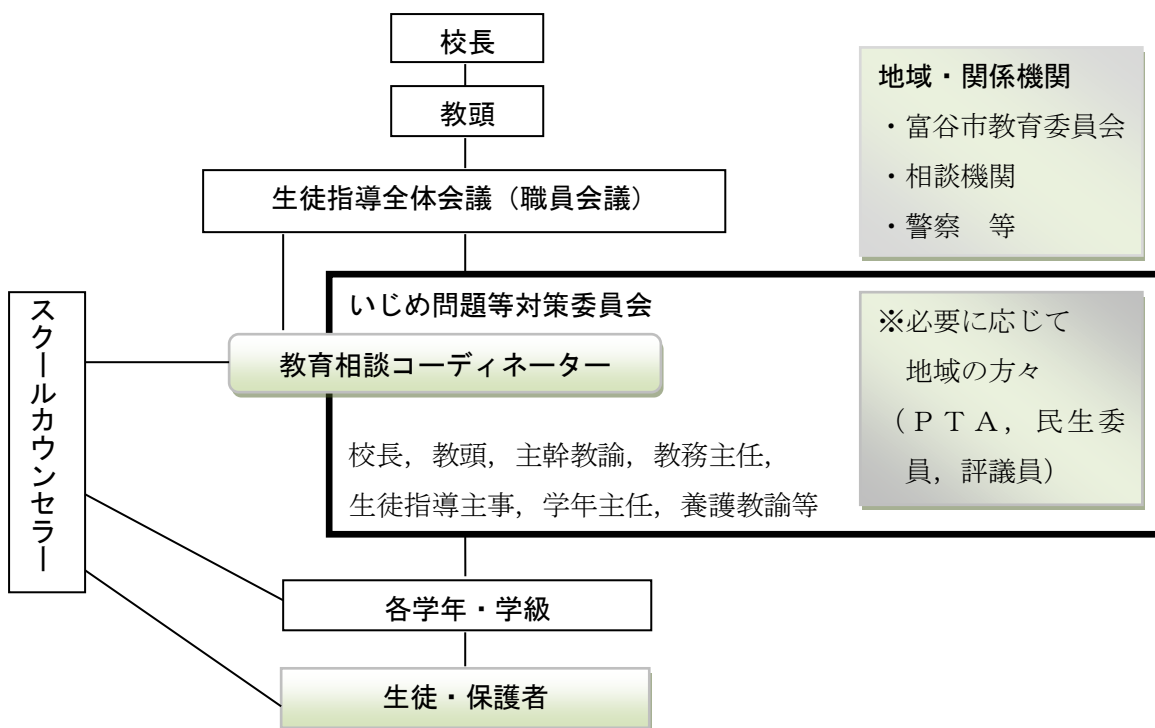 校長
教頭
生徒指導全体会議（職員会議）
地域・関係機関
・富谷市教育委員会
・相談機関
・警察　等
スクールカウンセラー
いじめ問題等対策委員会
教育相談コーディネーター
校長，教頭，主幹教諭，教務主任，
生徒指導主事，学年主任，養護教諭等
※必要に応じて
地域の方々
（ＰＴＡ，民生委
員，評議員）
各学年・学級
生徒・保護者